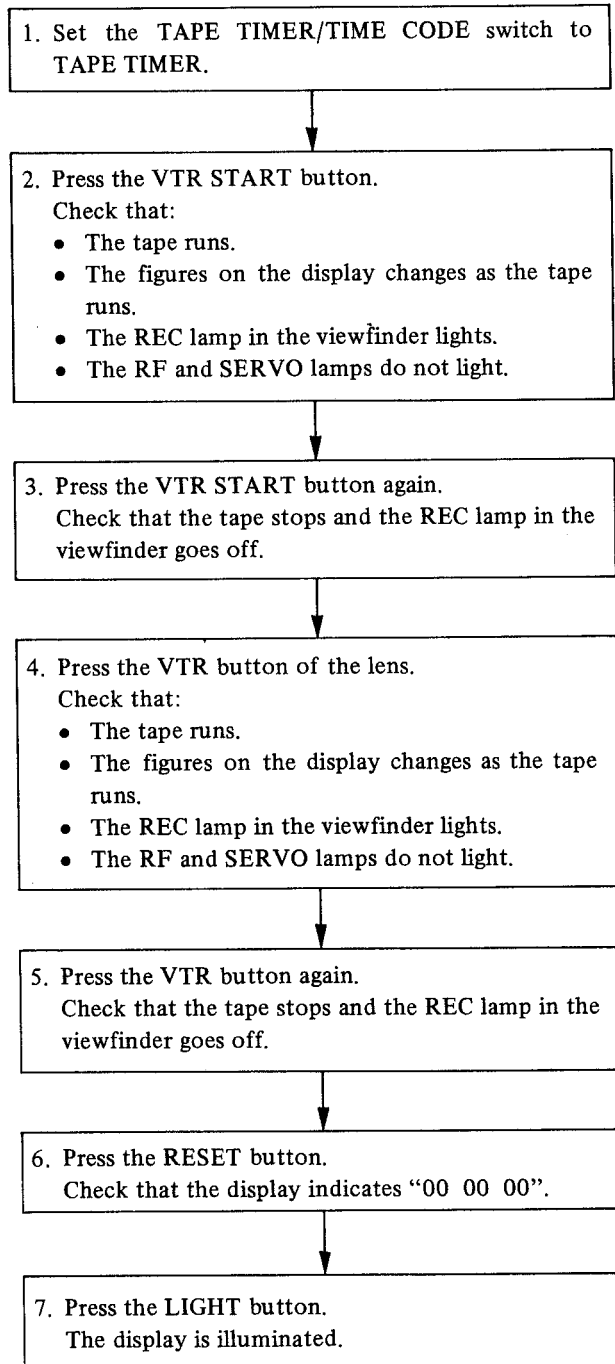 1. Set the TAPE TIMER/TIME CODE switch to
TAPE TIMER.
2. Press the VTR START button.
Check that:
• The tape runs.
• The figures on the display changes as the tape
runs.
• The REC lamp in the viewfinder lights.
• The RF and SERVO lamps do not light.
3. Press the VTR START button again.
Check that the tape stops and the REC lamp in the
viewfinder goes off.
4. Press the VTR button of the lens.
Check that:
• The tape runs.
• The figures on the display changes as the tape
runs.
• The REC lamp in the viewfinder lights.
• The RF and SERVO lamps do not light.
5. Press the VTR button again.
Check that the tape stops and the REC lamp in the
viewfinder goes off.
6. Press the RESET button.
Check that the display indicates “00 00 00”.
7. Press the LIGHT button.
The display is illuminated.